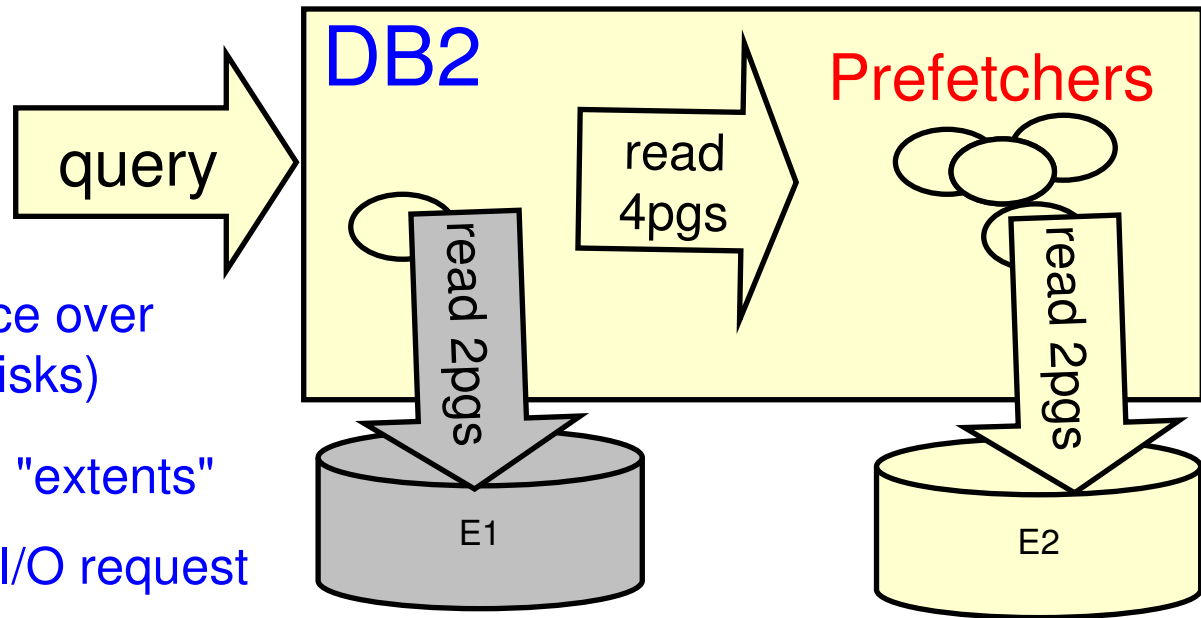 DB2
Prefetchers
query
read
4pgs
read 2pgs
read 2pgs
ce over
isks)
"extents"
I/O request
E1
E2